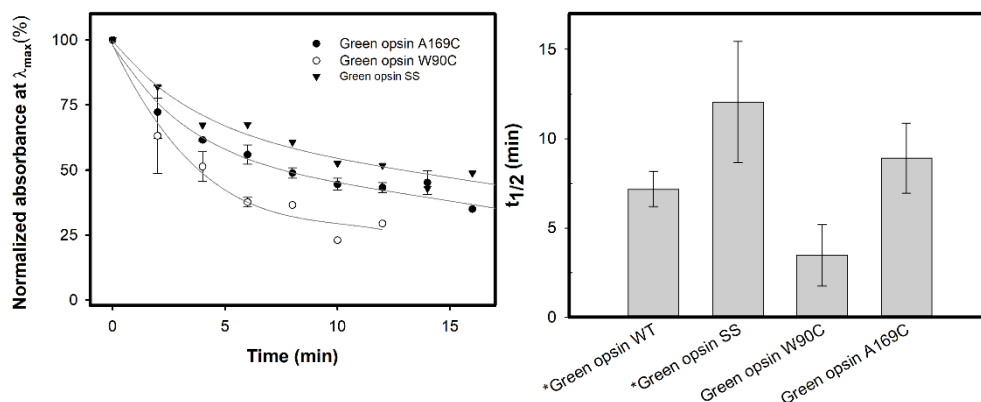 Normalized absorbance at λmax(%)
100
75
50
25
0
Green opsin A169C
Green opsin W90C
Green opsin SS
0
5
10
15
Time (min)
t1/2 (min)
15
10
5
0
*Green opsin WT
*Green opsin SS
Green opsin W90C
Green opsin A169C